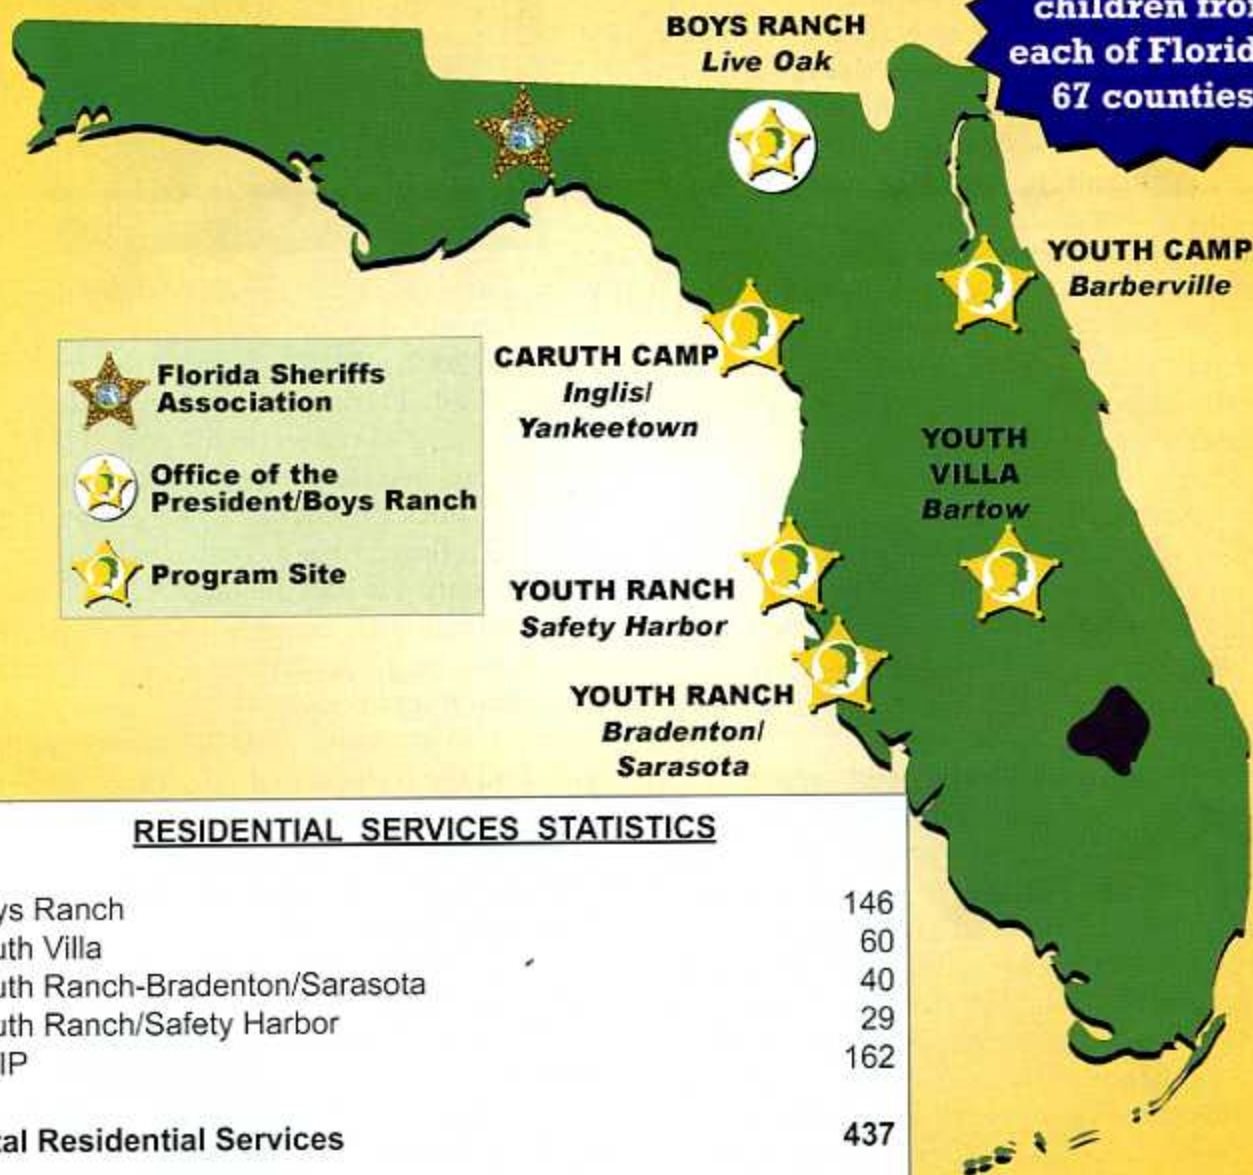 children fro
each of Florid
67 counties
BOYS RANCH
Live Oak
YOUTH CAMP
Barberville
Florida Sheriffs
Association
Office of the
President/Boys Ranch
Program Site
CARUTH CAMP
Inglis/
Yankeetown
YOUTH
VILLA
Bartow
YOUTH RANCH
Safety Harbor
YOUTH RANCH
Bradenton/
Sarasota
RESIDENTIAL SERVICES STATISTICS
ys Ranch 146
uth Villa 60
uth Ranch-Bradenton/Sarasota 40
uth Ranch/Safety Harbor 29
IP 162
tal Residential Services 437